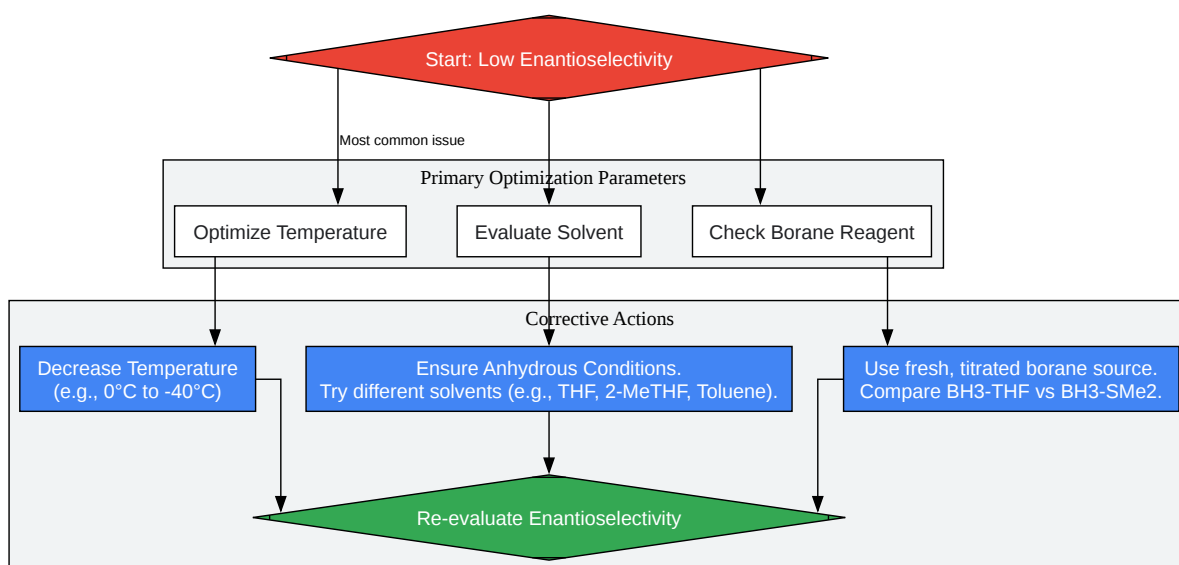 Start: Low Enantioselectivity
Most common issue
Primary Optimization Parameters
Optimize Temperature
Evaluate Solvent
Check Borane Reagent
Corrective Actions
Decrease Temperature
(e.g., 0°C to -40°C)
Ensure Anhydrous Conditions.
Try different solvents (e.g., THF, 2-MeTHF, Toluene).
Use fresh, titrated borane source.
Compare BH3-THF vs BH3-SMe2.
Re-evaluate Enantioselectivity